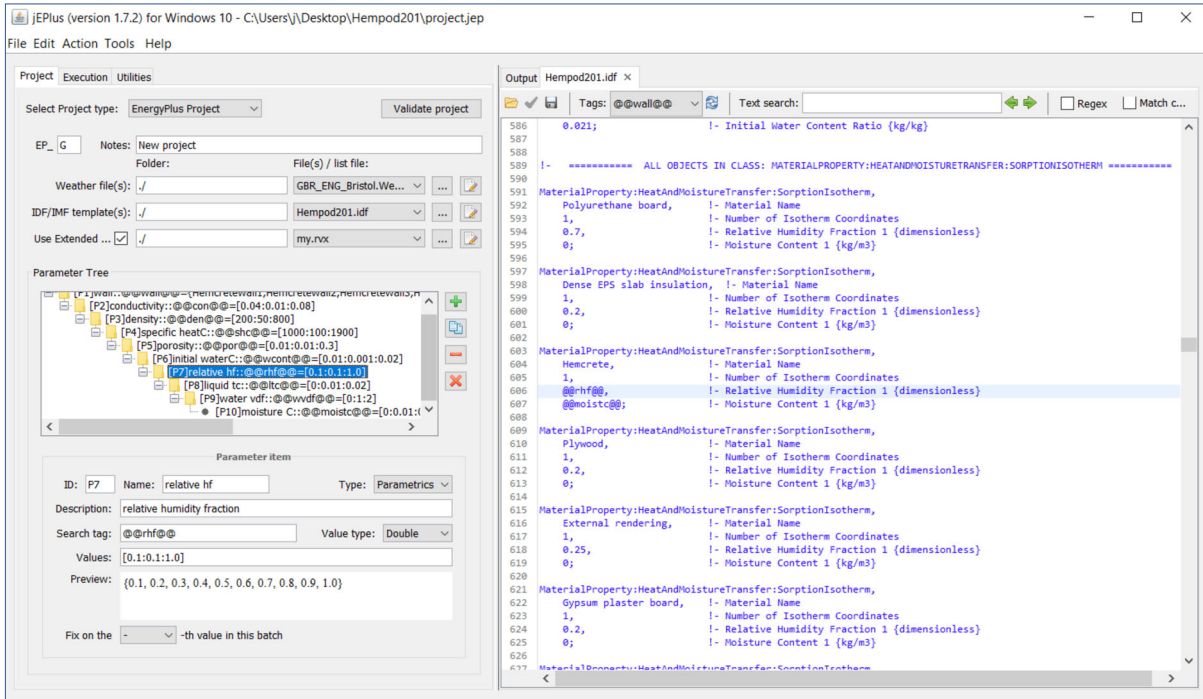 jEPlus (version 1.7.2) for Windows 10 - C:\Users\j\Desktop\Hempod201\project.jep
File Edit Action Tools Help
Project Execution Utilities
Select Project type: EnergyPlus Project Validate project
EP_ G Notes: New project
Folder: File(s) / list file:
Weather file(s): ./ GBR_ENG_Bristol.We... ...
IDF/IMF template(s): ./ Hempod201.idf ...
Use Extended ... ./ my.rvx ...
Parameter Tree
[P1]wall::@@wall@@={Hemcretewall1,Hemcretewall2,Hemcretewall3,H
[P2]conductivity::@@con@@=[0.04:0.01:0.08]
[P3]density::@@den@@=[200:50:800]
[P4]specific heatC::@@shc@@=[1000:100:1900]
[P5]porosity::@@por@@=[0.01:0.01:0.3]
[P6]initial waterC::@@wcont@@=[0.01:0.001:0.02]
[P7]relative hf::@@rhf@@=[0.1:0.1:1.0]
[P8]liquid tc::@@ltc@@=[0:0.01:0.02]
[P9]water vdf::@@wvdf@@=[0:1:2]
[P10]moisture C::@@moistc@@=[0:0.01:(
Parameter item
ID: P7 Name: relative hf Type: Parametrics
Description: relative humidity fraction
Search tag: @@rhf@@ Value type: Double
Values: [0.1:0.1:1.0]
Preview: {0.1, 0.2, 0.3, 0.4, 0.5, 0.6, 0.7, 0.8, 0.9, 1.0}
Fix on the - -th value in this batch
Output Hempod201.idf ×
Tags: @@wall@@ Text search: Regex Match c...
586 0.021; !- Initial Water Content Ratio {kg/kg}
587
588
589 !- =========== ALL OBJECTS IN CLASS: MATERIALPROPERTY:HEATANDMOISTURETRANSFER:SORPTIONISOTHERM ===========
590
591 MaterialProperty:HeatAndMoistureTransfer:SorptionIsotherm,
592 Polyurethane board, !- Material Name
593 1, !- Number of Isotherm Coordinates
594 0.7, !- Relative Humidity Fraction 1 {dimensionless}
595 0; !- Moisture Content 1 {kg/m3}
596
597 MaterialProperty:HeatAndMoistureTransfer:SorptionIsotherm,
598 Dense EPS slab insulation, !- Material Name
599 1, !- Number of Isotherm Coordinates
600 0.2, !- Relative Humidity Fraction 1 {dimensionless}
601 0; !- Moisture Content 1 {kg/m3}
602
603 MaterialProperty:HeatAndMoistureTransfer:SorptionIsotherm,
604 Hemcrete, !- Material Name
605 1, !- Number of Isotherm Coordinates
606 @@rhf@@, !- Relative Humidity Fraction 1 {dimensionless}
607 @@moistc@@; !- Moisture Content 1 {kg/m3}
608
609 MaterialProperty:HeatAndMoistureTransfer:SorptionIsotherm,
610 Plywood, !- Material Name
611 1, !- Number of Isotherm Coordinates
612 0.2, !- Relative Humidity Fraction 1 {dimensionless}
613 0; !- Moisture Content 1 {kg/m3}
614
615 MaterialProperty:HeatAndMoistureTransfer:SorptionIsotherm,
616 External rendering, !- Material Name
617 1, !- Number of Isotherm Coordinates
618 0.25, !- Relative Humidity Fraction 1 {dimensionless}
619 0; !- Moisture Content 1 {kg/m3}
620
621 MaterialProperty:HeatAndMoistureTransfer:SorptionIsotherm,
622 Gypsum plaster board, !- Material Name
623 1, !- Number of Isotherm Coordinates
624 0.2, !- Relative Humidity Fraction 1 {dimensionless}
625 0; !- Moisture Content 1 {kg/m3}
626
627 MaterialProperty:HeatAndMoistureTransfer:SorptionIsotherm,